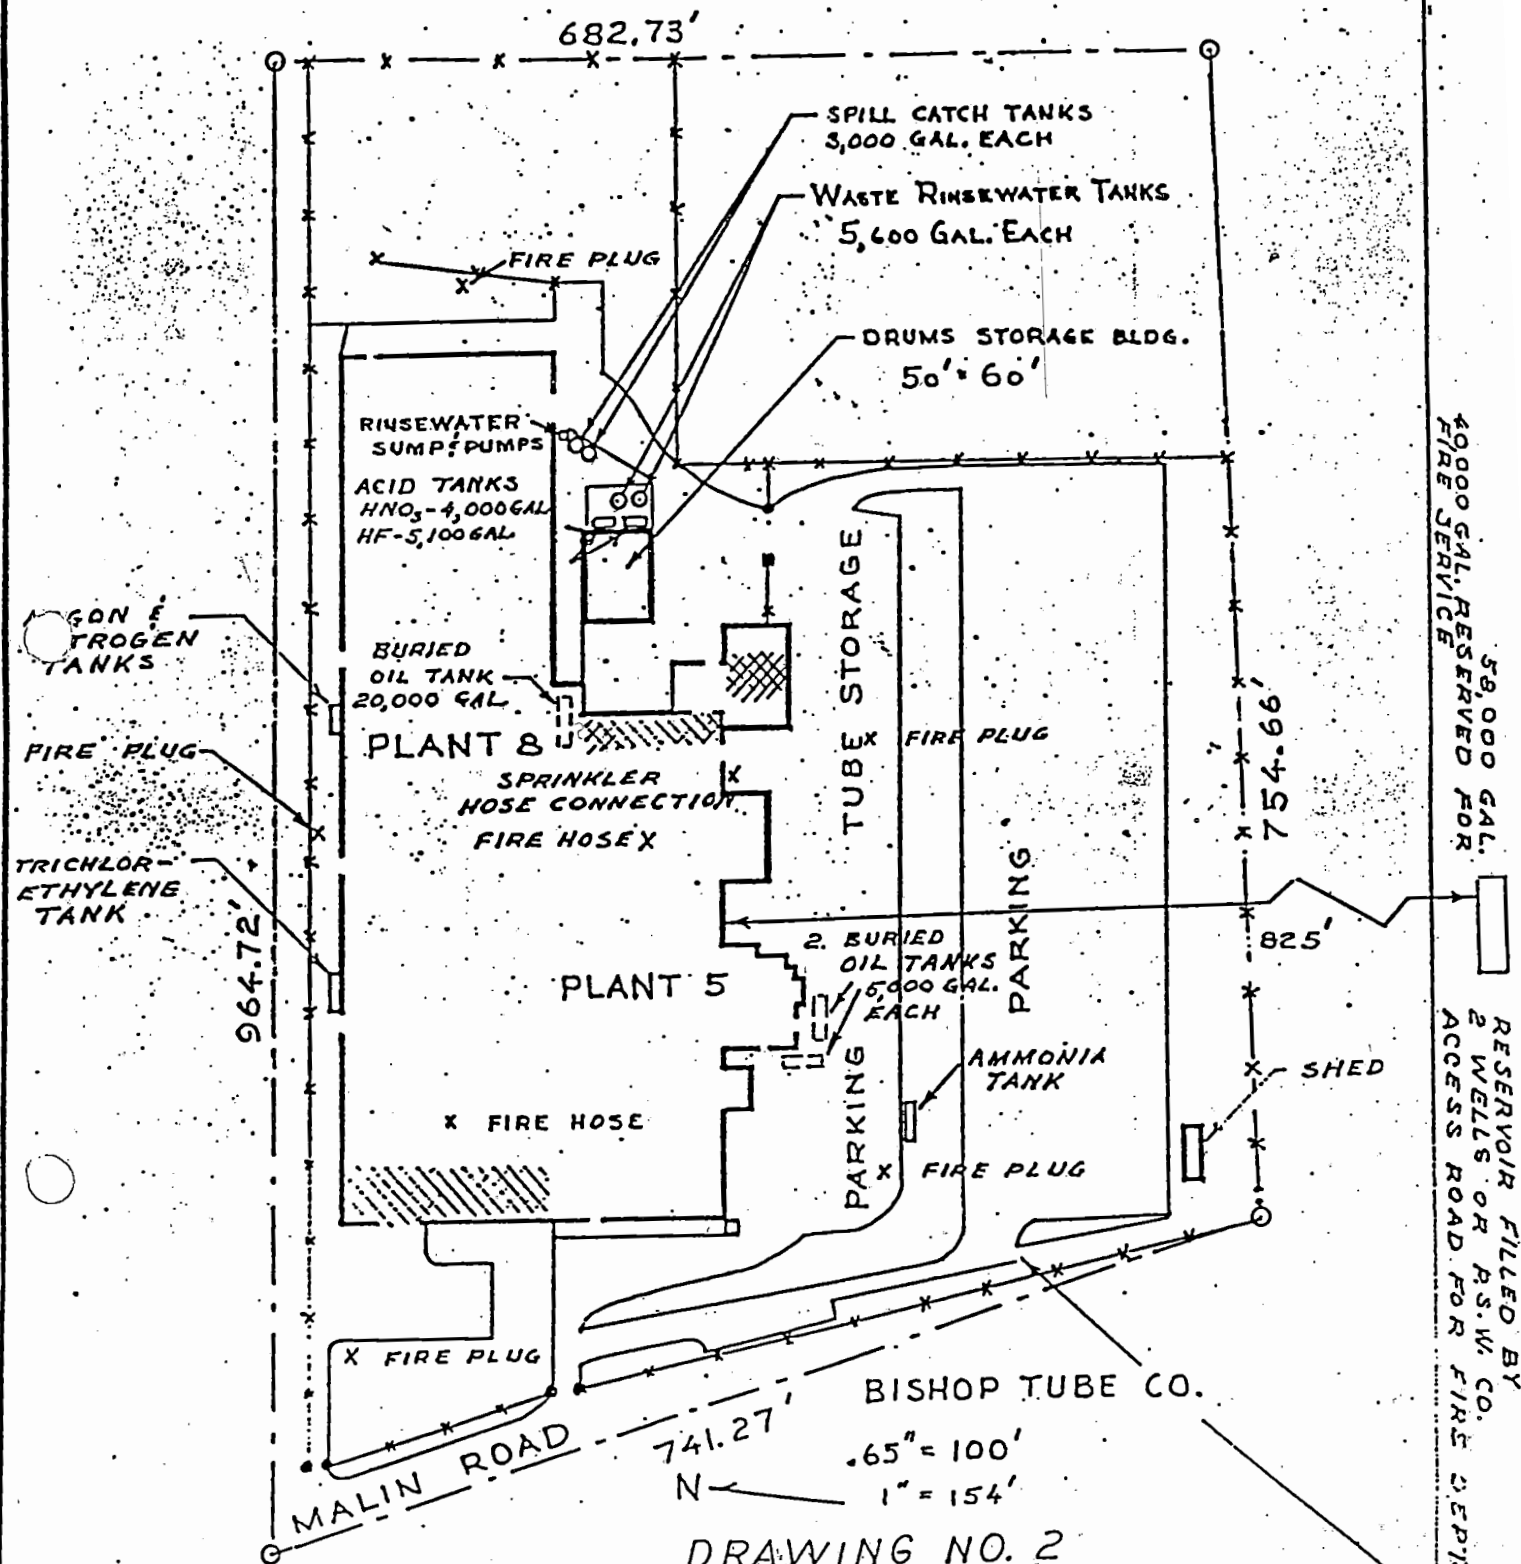 682.73'
SPILL CATCH TANKS
3,000 GAL. EACH
WASTE RINSEWATER TANKS
5,600 GAL. EACH
FIRE PLUG
DRUMS STORAGE BLDG.
50' x 60'
RINSEWATER
SUMP & PUMPS
ACID TANKS
HNO3-4,000 GAL
HF-5,100 GAL
TANKS
BURIED
OIL TANK
20,000 GAL.
PLANT 8
FIRE PLUG
SPRINKLER
HOSE CONNECTION
FIRE HOSE X
TUBE STORAGE
X FIRE PLUG
754.66'
TRICHLOR-
ETHYLENE
TANK
964.72'
PLANT 5
2 BURIED
OIL TANKS
5,000 GAL.
EACH
PARKING
825'
PARKING
AMMONIA
TANK
SHED
X FIRE HOSE
X FIRE PLUG
X FIRE PLUG
MALIN ROAD
741.27'
BISHOP TUBE CO.
.65" = 100'
1" = 154'
N
DRAWING NO. 2
58,000 GAL.
40,000 GAL. RESERVED FOR
FIRE SERVICE
RESERVOIR FILLED BY
2 WELLS OR P.S.W. CO.
ACCESS ROAD FOR FIRE DEPT.